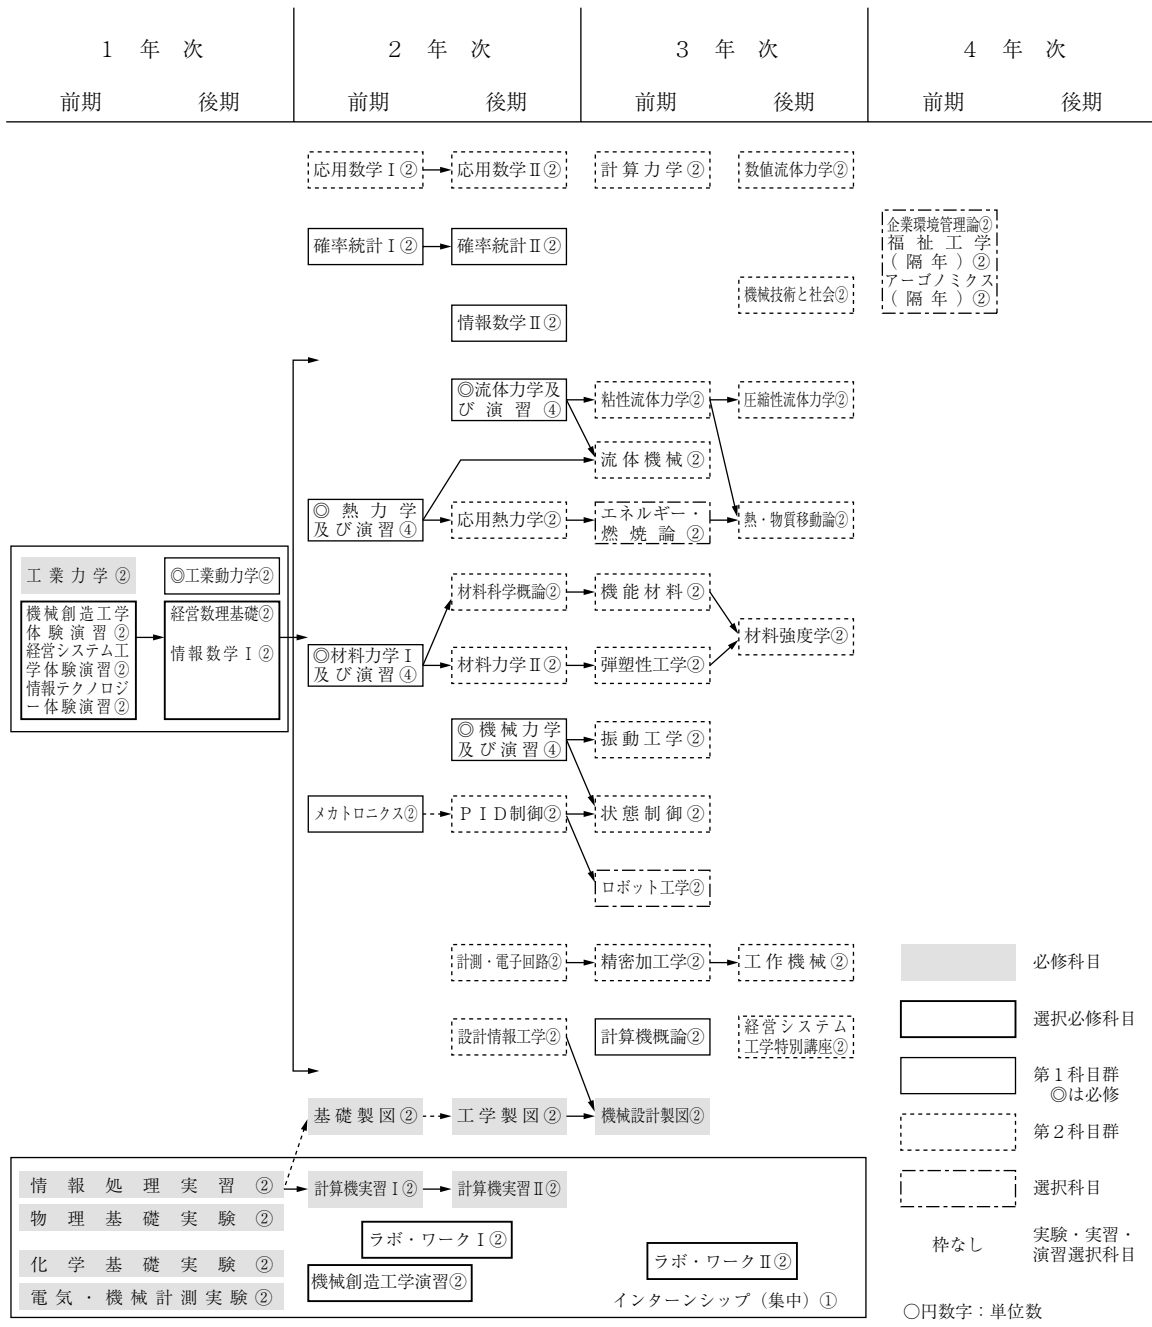 1 年 次
2 年 次
3 年 次
4 年 次
前期
後期
前期
後期
前期
後期
前期
後期
応用数学Ⅰ②
応用数学Ⅱ②
計算力学②
数値流体力学②
確率統計Ⅰ②
確率統計Ⅱ②
企業環境管理論②
福祉工学
(隔年)②
アーゴノミクス
(隔年)②
機械技術と社会②
情報数学Ⅱ②
◎流体力学及
び演習④
粘性流体力学②
圧縮性流体力学②
流体機械②
◎熱力学
及び演習④
応用熱力学②
エネルギー・
燃焼論②
熱・物質移動論②
工業力学②
◎工業動力学②
機械創造工学
体験演習②
経営システム工
学体験演習②
情報テクノロジ
ー体験演習②
経営数理基礎②
情報数学Ⅰ②
材料科学概論②
機能材料②
材料強度学②
◎材料力学Ⅰ
及び演習④
材料力学Ⅱ②
弾塑性工学②
◎機械力学
及び演習④
振動工学②
メカトロニクス②
PID制御②
状態制御②
ロボット工学②
計測・電子回路②
精密加工学②
工作機械②
設計情報工学②
計算機概論②
経営システム
工学特別講座②
基礎製図②
工学製図②
機械設計製図②
情報処理実習②
計算機実習Ⅰ②
計算機実習Ⅱ②
物理基礎実験②
ラボ・ワークⅠ②
化学基礎実験②
機械創造工学演習②
ラボ・ワークⅡ②
電気・機械計測実験②
インターンシップ(集中)①
必修科目
選択必修科目
第1科目群
◎は必修
第2科目群
選択科目
枠なし
実験・実習・
演習選択科目
○円数字:単位数